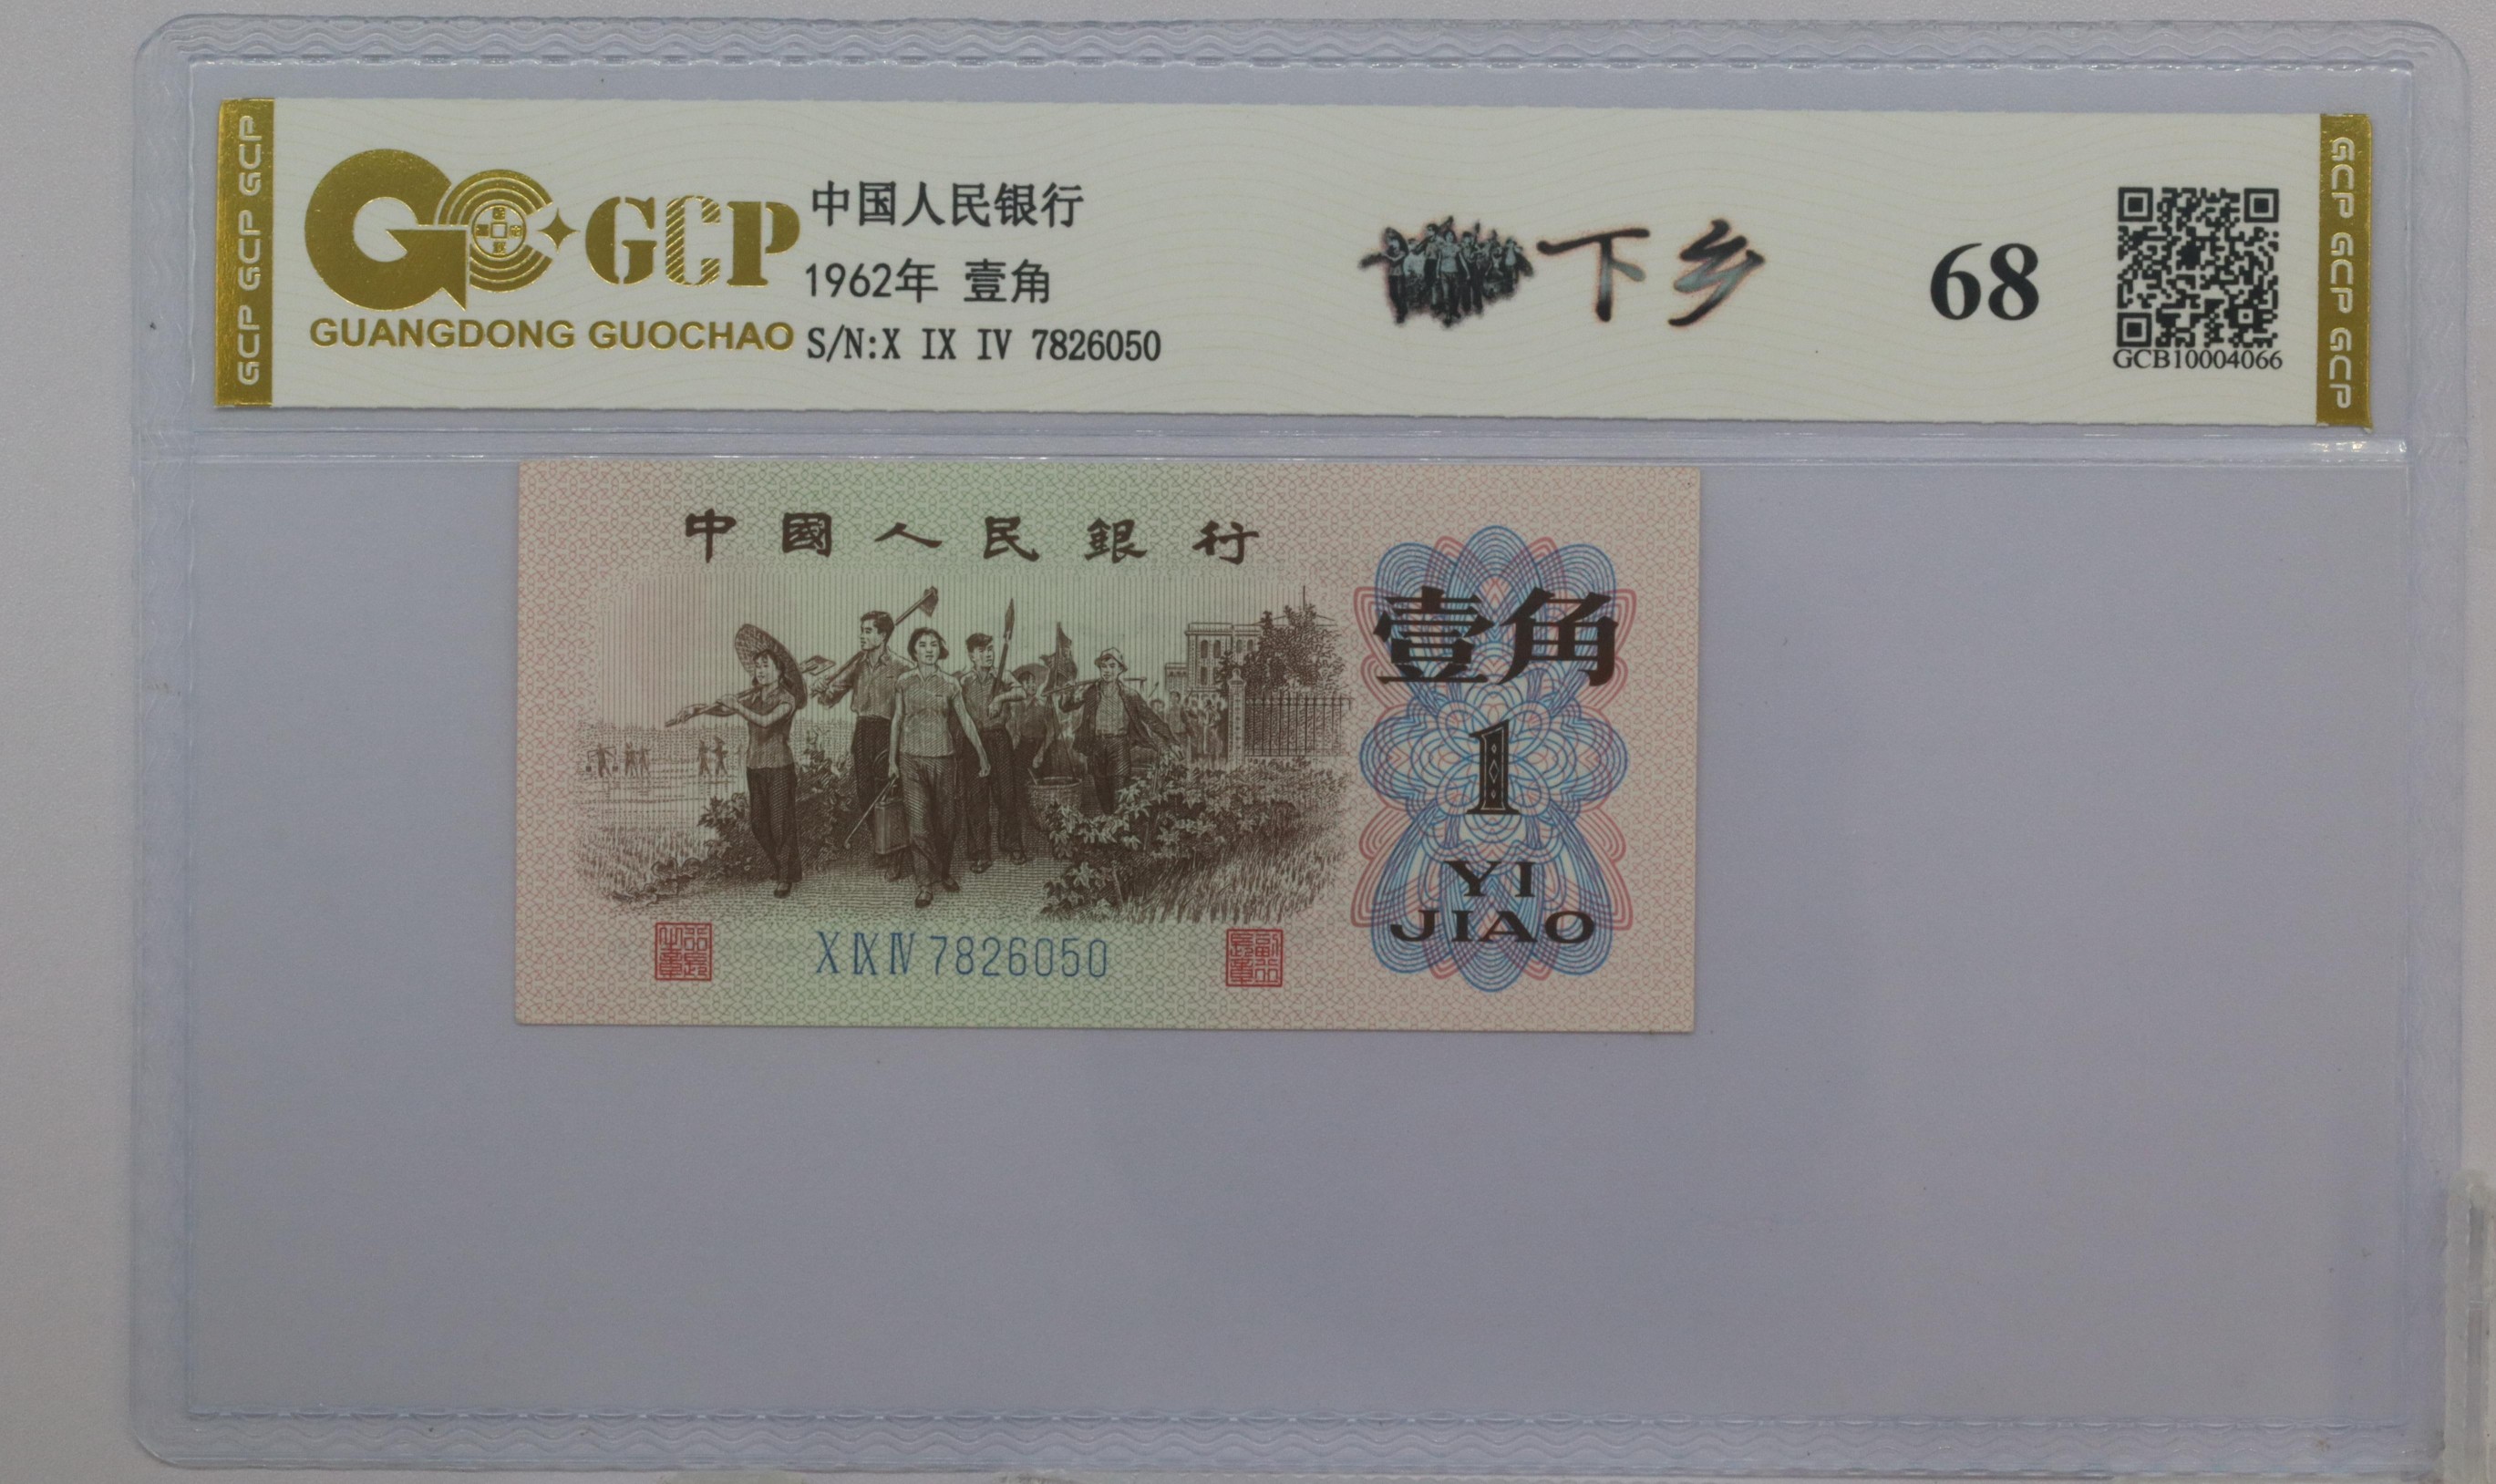 GCP GCP GCP
GCP
GUANGDONG GUOCHAO
中国人民银行
1962年 壹角
S/N:X IX IV 7826050
下乡
68
GCB10004066
GCP GCP GCP
中國人民銀行
壹角
1
YI
JIAO
X IX IV 7826050